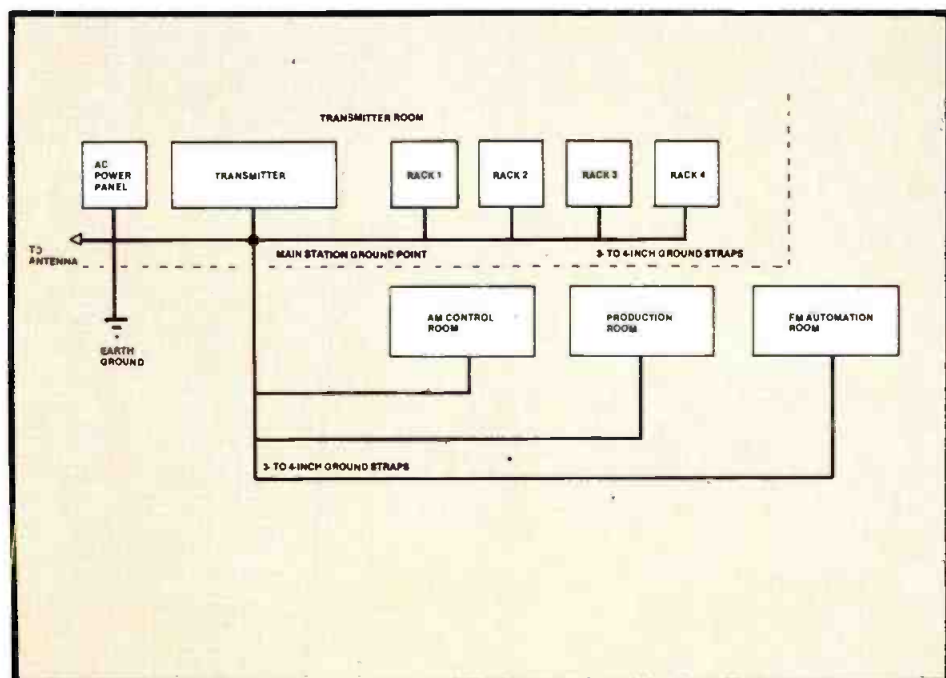 TRANSMITTER ROOM
AC
POWER
PANEL
TRANSMITTER
RACK 1
RACK 2
RACK 3
RACK 4
TO
ANTENNA
MAIN STATION GROUND POINT
3- TO 4-INCH GROUND STRAPS
EARTH
GROUND
AM CONTROL
ROOM
PRODUCTION
ROOM
FM AUTOMATION
ROOM
3- TO 4-INCH GROUND STRAPS